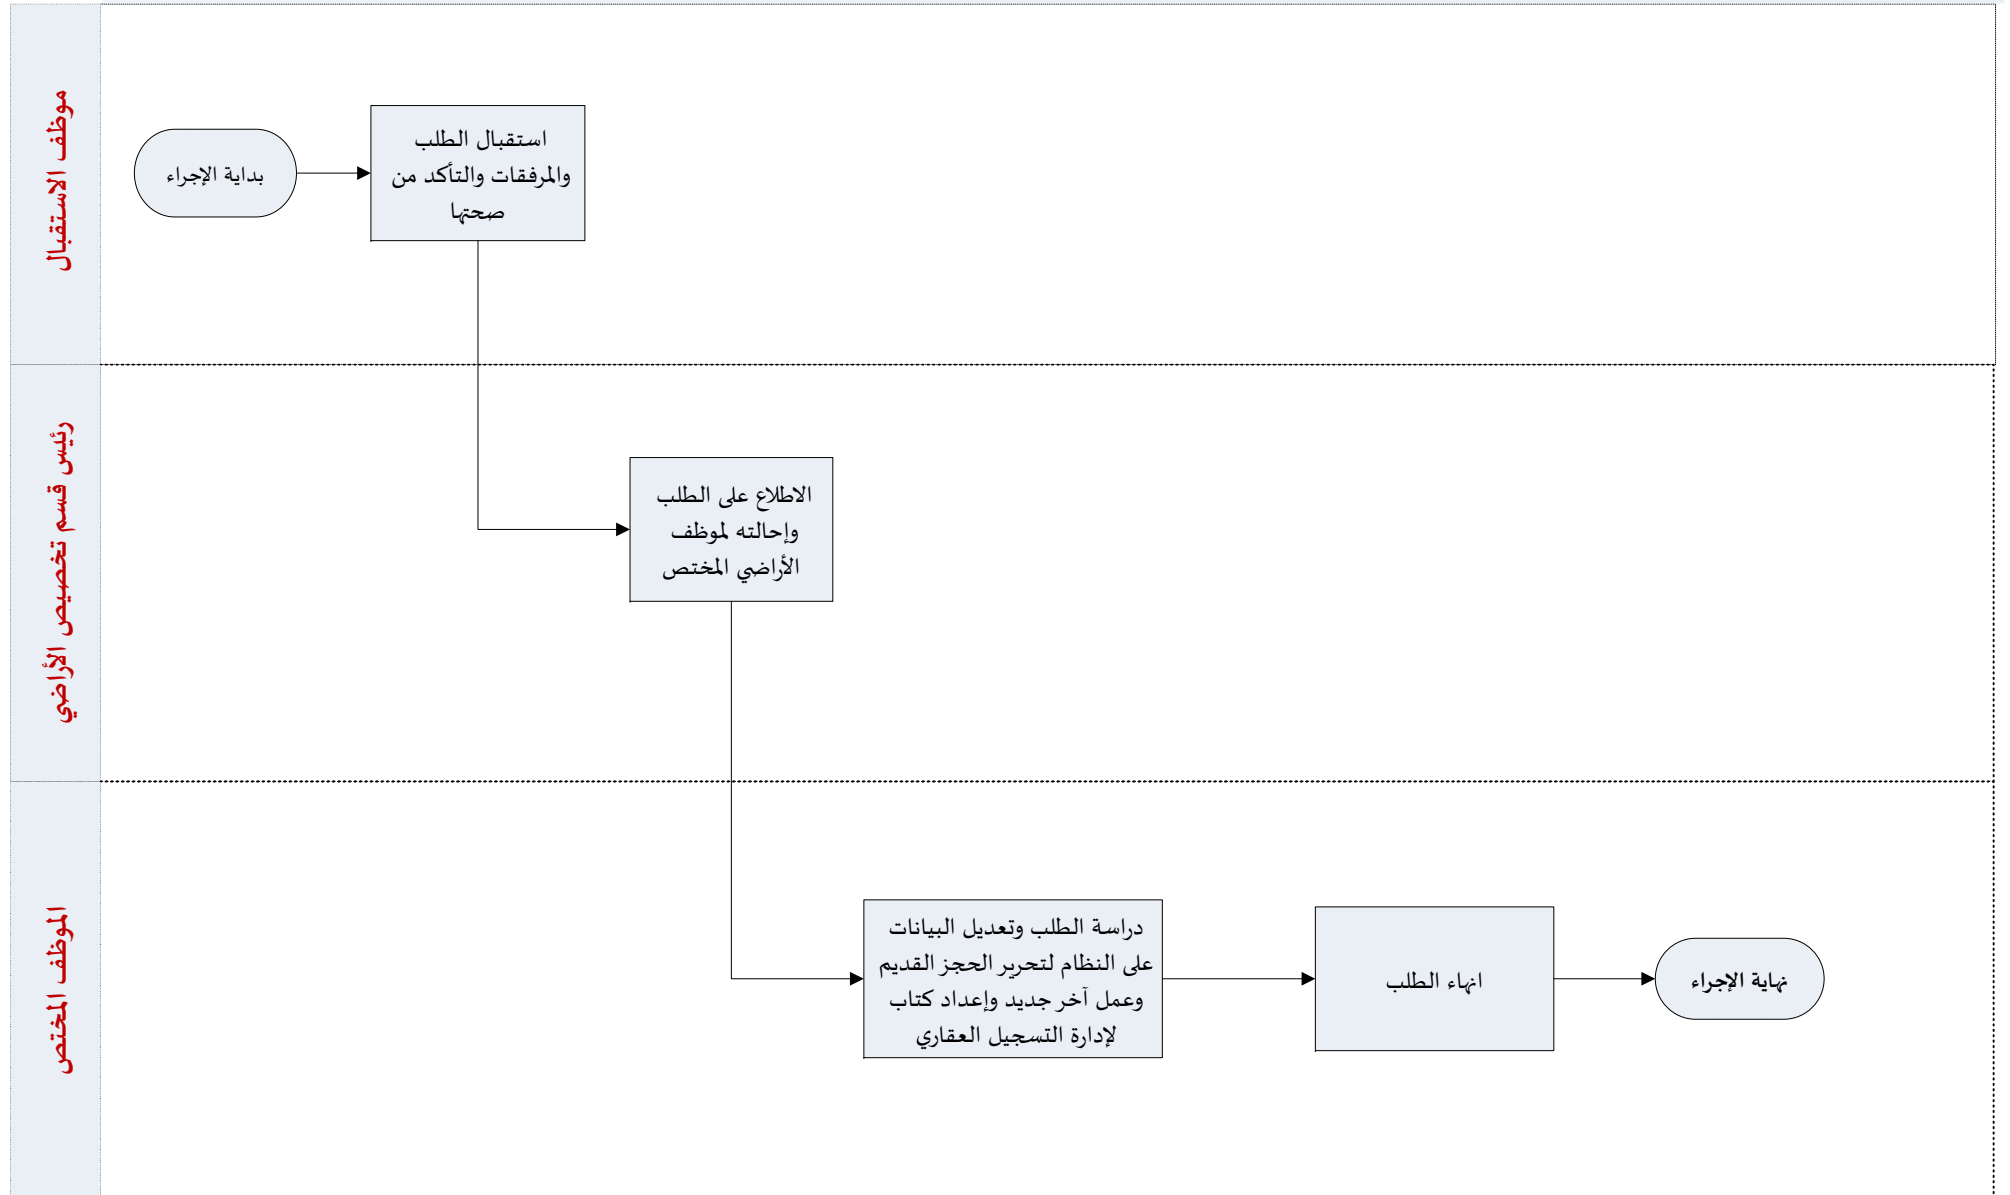 موظف الاستقبال
بداية الإجراء
استقبال الطلب
والمرفقات والتأكد من
صحتها
رئيس قسم تخصيص الأراضي
الاطلاع على الطلب
وإحالته لموظف
الأراضي المختص
الموظف المختص
دراسة الطلب وتعديل البيانات
على النظام لتحرير الحجز القديم
وعمل آخر جديد وإعداد كتاب
لإدارة التسجيل العقاري
انهاء الطلب
نهاية الإجراء